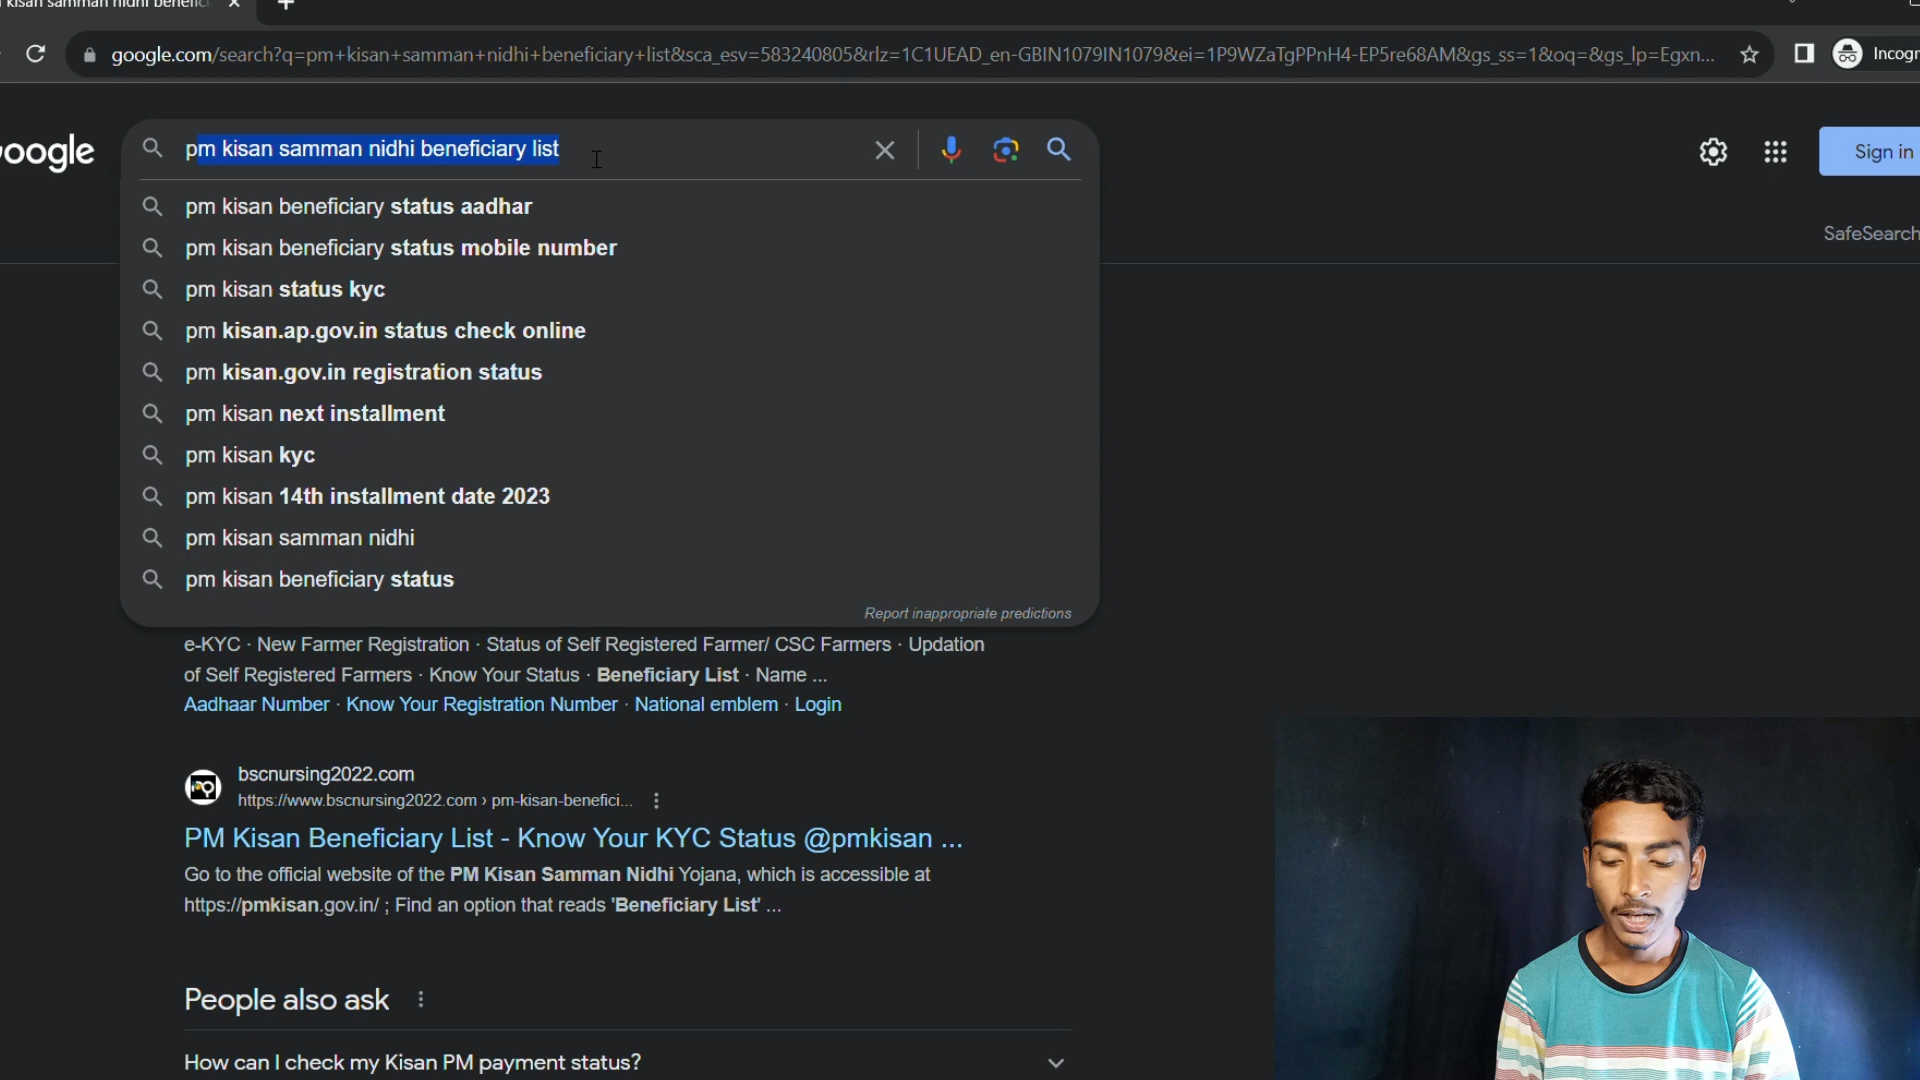 kisan samman nidhi benefici
google.com/search?q=pm+kisan+samman+nidhi+beneficiary+list&sca_esv=583240805&rlz=1C1UEAD_en-GBIN1079IN1079&ei=1P9WZaTgPPnH4-EP5re68AM&gs_ss=1&oq=&gs_lp=Egxn...
Incogn
oogle
pm kisan samman nidhi beneficiary list
Sign in
pm kisan beneficiary status aadhar
pm kisan beneficiary status mobile number
SafeSearch
pm kisan status kyc
pm kisan.ap.gov.in status check online
pm kisan.gov.in registration status
pm kisan next installment
pm kisan kyc
pm kisan 14th installment date 2023
pm kisan samman nidhi
pm kisan beneficiary status
Report inappropriate predictions
e-KYC · New Farmer Registration · Status of Self Registered Farmer/ CSC Farmers · Updation
of Self Registered Farmers · Know Your Status · Beneficiary List · Name ...
Aadhaar Number · Know Your Registration Number · National emblem · Login
bscnursing2022.com
https://www.bscnursing2022.com › pm-kisan-benefici...
PM Kisan Beneficiary List - Know Your KYC Status @pmkisan ...
Go to the official website of the PM Kisan Samman Nidhi Yojana, which is accessible at
https://pmkisan.gov.in/ ; Find an option that reads 'Beneficiary List' ...
People also ask
How can I check my Kisan PM payment status?